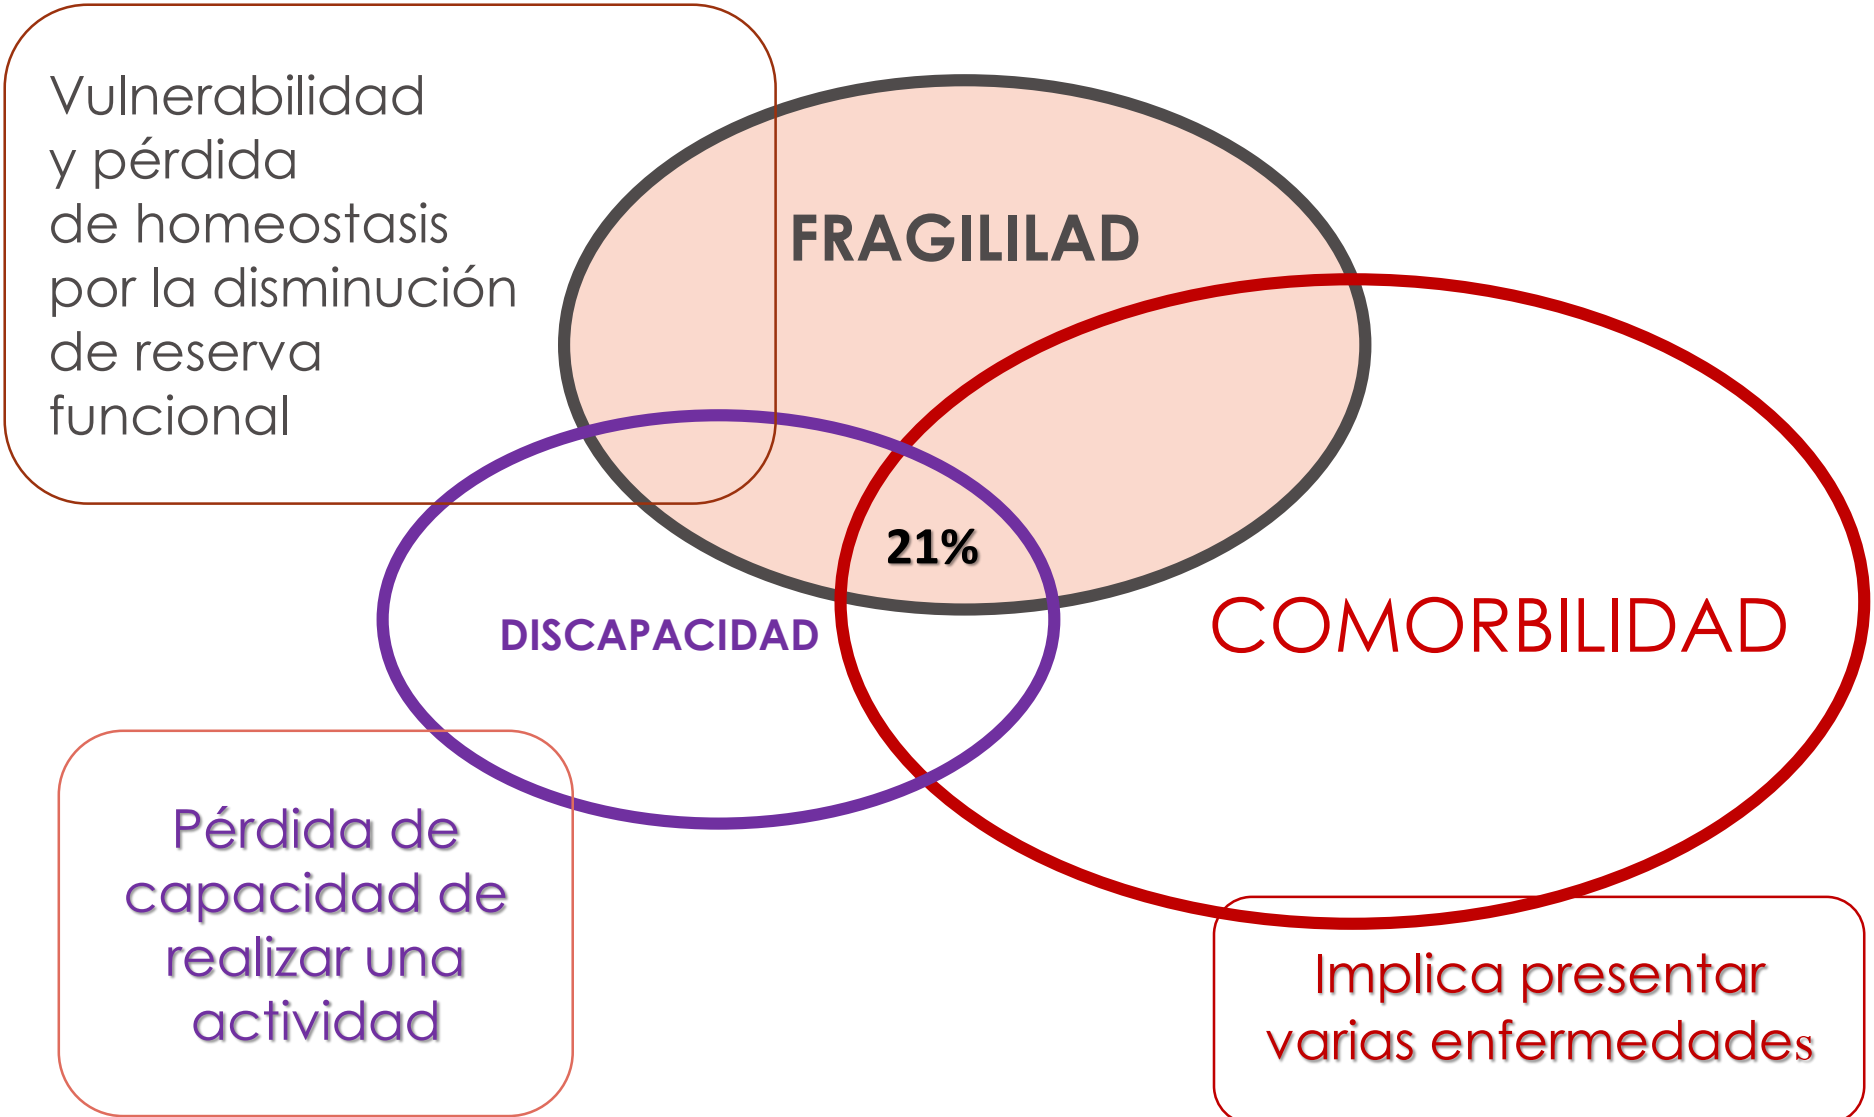 Vulnerabilidad
y pérdida
de homeostasis
por la disminución
de reserva
funcional
FRAGILILAD
21%
DISCAPACIDAD
COMORBILIDAD
Pérdida de
capacidad de
realizar una
actividad
Implica presentar
varias enfermedades